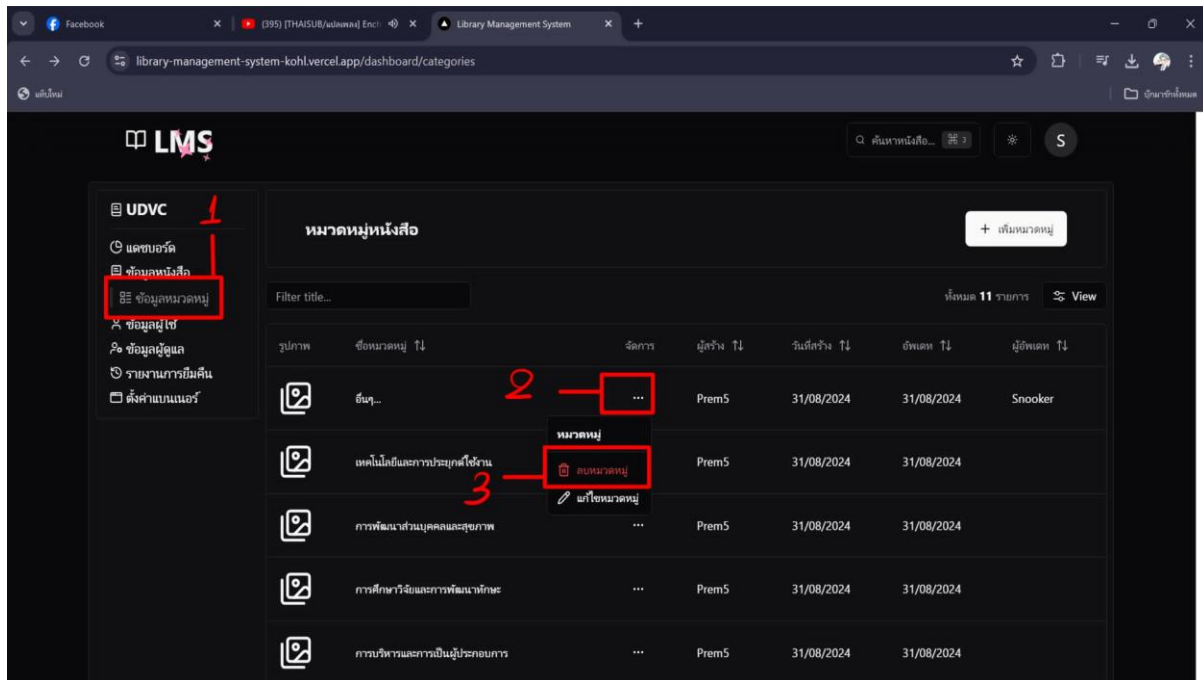 Facebook
(395) [THAISUB/แปลเพลง] Ench
Library Management System
library-management-system-kohl.vercel.app/dashboard/categories
แท็บใหม่
บุ๊กมาร์กทั้งหมด
LMS
ค้นหาหนังสือ... ⌘ J
S
UDVC
1
แดชบอร์ด
ข้อมูลหนังสือ
ข้อมูลหมวดหมู่
ข้อมูลผู้ใช้
ข้อมูลผู้ดูแล
รายงานการยืมคืน
ตั้งค่าแบนเนอร์
หมวดหมู่หนังสือ
+ เพิ่มหมวดหมู่
Filter title...
ทั้งหมด 11 รายการ
View
รูปภาพ ชื่อหมวดหมู่ จัดการ ผู้สร้าง วันที่สร้าง อัพเดท ผู้อัพเดท
อื่นๆ... 2 ... Prem5 31/08/2024 31/08/2024 Snooker
หมวดหมู่
เทคโนโลยีและการประยุกต์ใช้งาน Prem5 31/08/2024 31/08/2024
3 ลบหมวดหมู่
แก้ไขหมวดหมู่
การพัฒนาส่วนบุคคลและสุขภาพ ... Prem5 31/08/2024 31/08/2024
การศึกษาวิจัยและการพัฒนาทักษะ ... Prem5 31/08/2024 31/08/2024
การบริหารและการเป็นผู้ประกอบการ ... Prem5 31/08/2024 31/08/2024